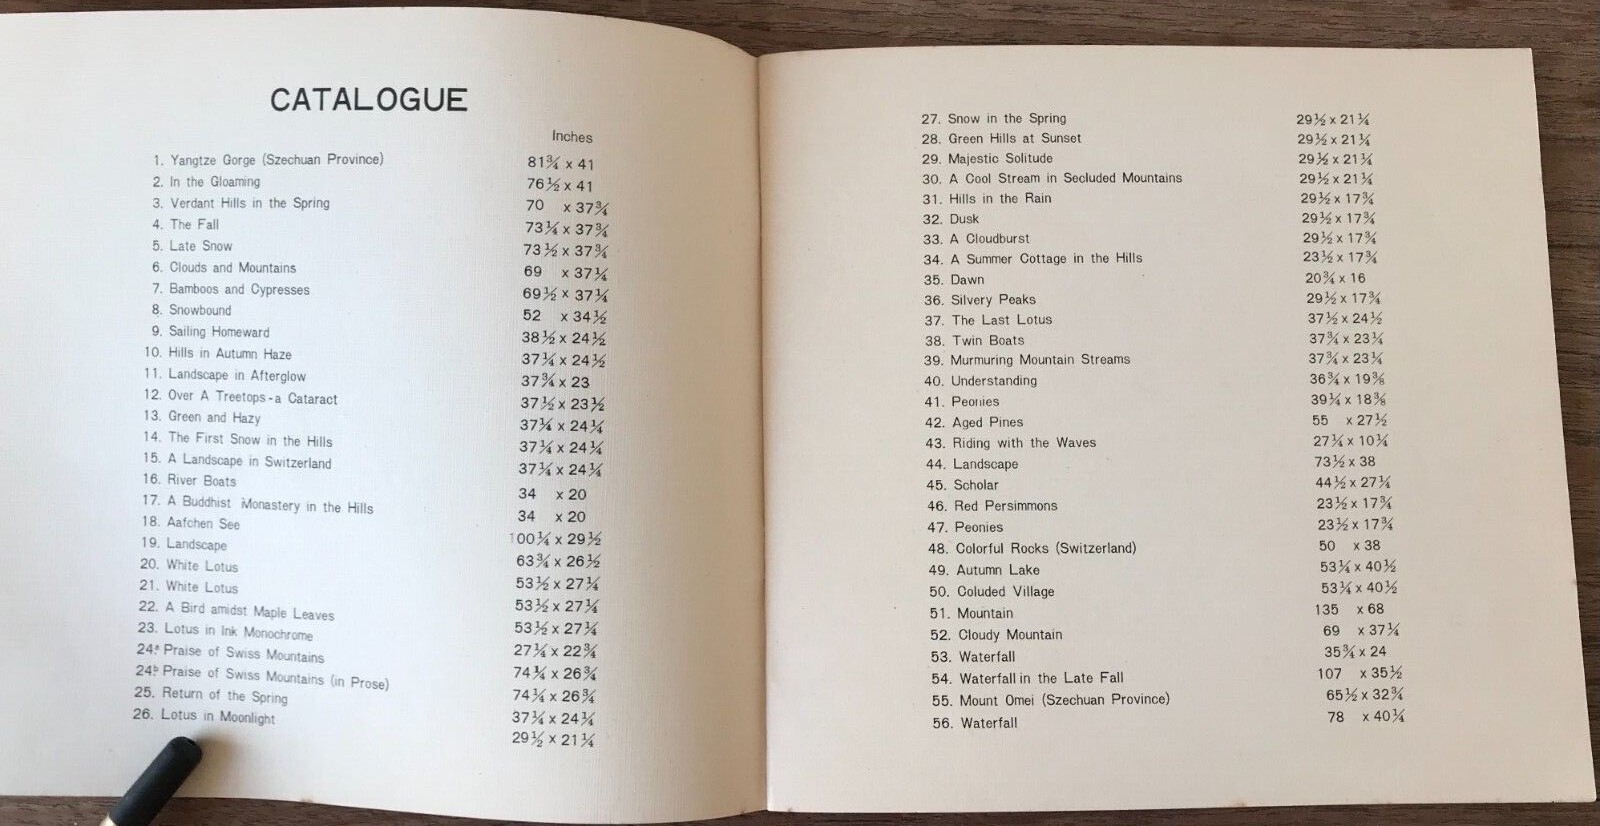 CATALOGUE
Inches
1. Yangtze Gorge (Szechuan Province) 81¾ x 41
2. In the Gloaming 76½ x 41
3. Verdant Hills in the Spring 70 x 37¾
4. The Fall 73¼ x 37¾
5. Late Snow 73½ x 37¾
6. Clouds and Mountains 69 x 37¼
7. Bamboos and Cypresses 69½ x 37¼
8. Snowbound 52 x 34½
9. Sailing Homeward 38½ x 24½
10. Hills in Autumn Haze 37¼ x 24½
11. Landscape in Afterglow 37¾ x 23
12. Over A Treetops-a Cataract 37½ x 23½
13. Green and Hazy 37¼ x 24¼
14. The First Snow in the Hills 37¼ x 24¼
15. A Landscape in Switzerland 37¼ x 24¼
16. River Boats 34 x 20
17. A Buddhist Monastery in the Hills 34 x 20
18. Aafchen See 100¼ x 29½
19. Landscape 63¾ x 26½
20. White Lotus 53½ x 27¼
21. White Lotus 53½ x 27¼
22. A Bird amidst Maple Leaves 53½ x 27¼
23. Lotus in Ink Monochrome 27¼ x 22¾
24ᵃ. Praise of Swiss Mountains 74¼ x 26¾
24ᵇ. Praise of Swiss Mountains (in Prose) 74¼ x 26¾
25. Return of the Spring 37¼ x 24¼
26. Lotus in Moonlight 29½ x 21¼
27. Snow in the Spring 29½ x 21¼
28. Green Hills at Sunset 29½ x 21¼
29. Majestic Solitude 29½ x 21¼
30. A Cool Stream in Secluded Mountains 29½ x 21¼
31. Hills in the Rain 29½ x 17¾
32. Dusk 29½ x 17¾
33. A Cloudburst 29½ x 17¾
34. A Summer Cottage in the Hills 23½ x 17¾
35. Dawn 20¾ x 16
36. Silvery Peaks 29½ x 17¾
37. The Last Lotus 37½ x 24½
38. Twin Boats 37¾ x 23¼
39. Murmuring Mountain Streams 37¾ x 23¼
40. Understanding 36¾ x 19⅜
41. Peonies 39¼ x 18⅜
42. Aged Pines 55 x 27½
43. Riding with the Waves 27¼ x 10¼
44. Landscape 73½ x 38
45. Scholar 44½ x 27¼
46. Red Persimmons 23½ x 17¾
47. Peonies 23½ x 17¾
48. Colorful Rocks (Switzerland) 50 x 38
49. Autumn Lake 53¼ x 40½
50. Coluded Village 53¼ x 40½
51. Mountain 135 x 68
52. Cloudy Mountain 69 x 37¼
53. Waterfall 35¾ x 24
54. Waterfall in the Late Fall 107 x 35½
55. Mount Omei (Szechuan Province) 65½ x 32¾
56. Waterfall 78 x 40¼